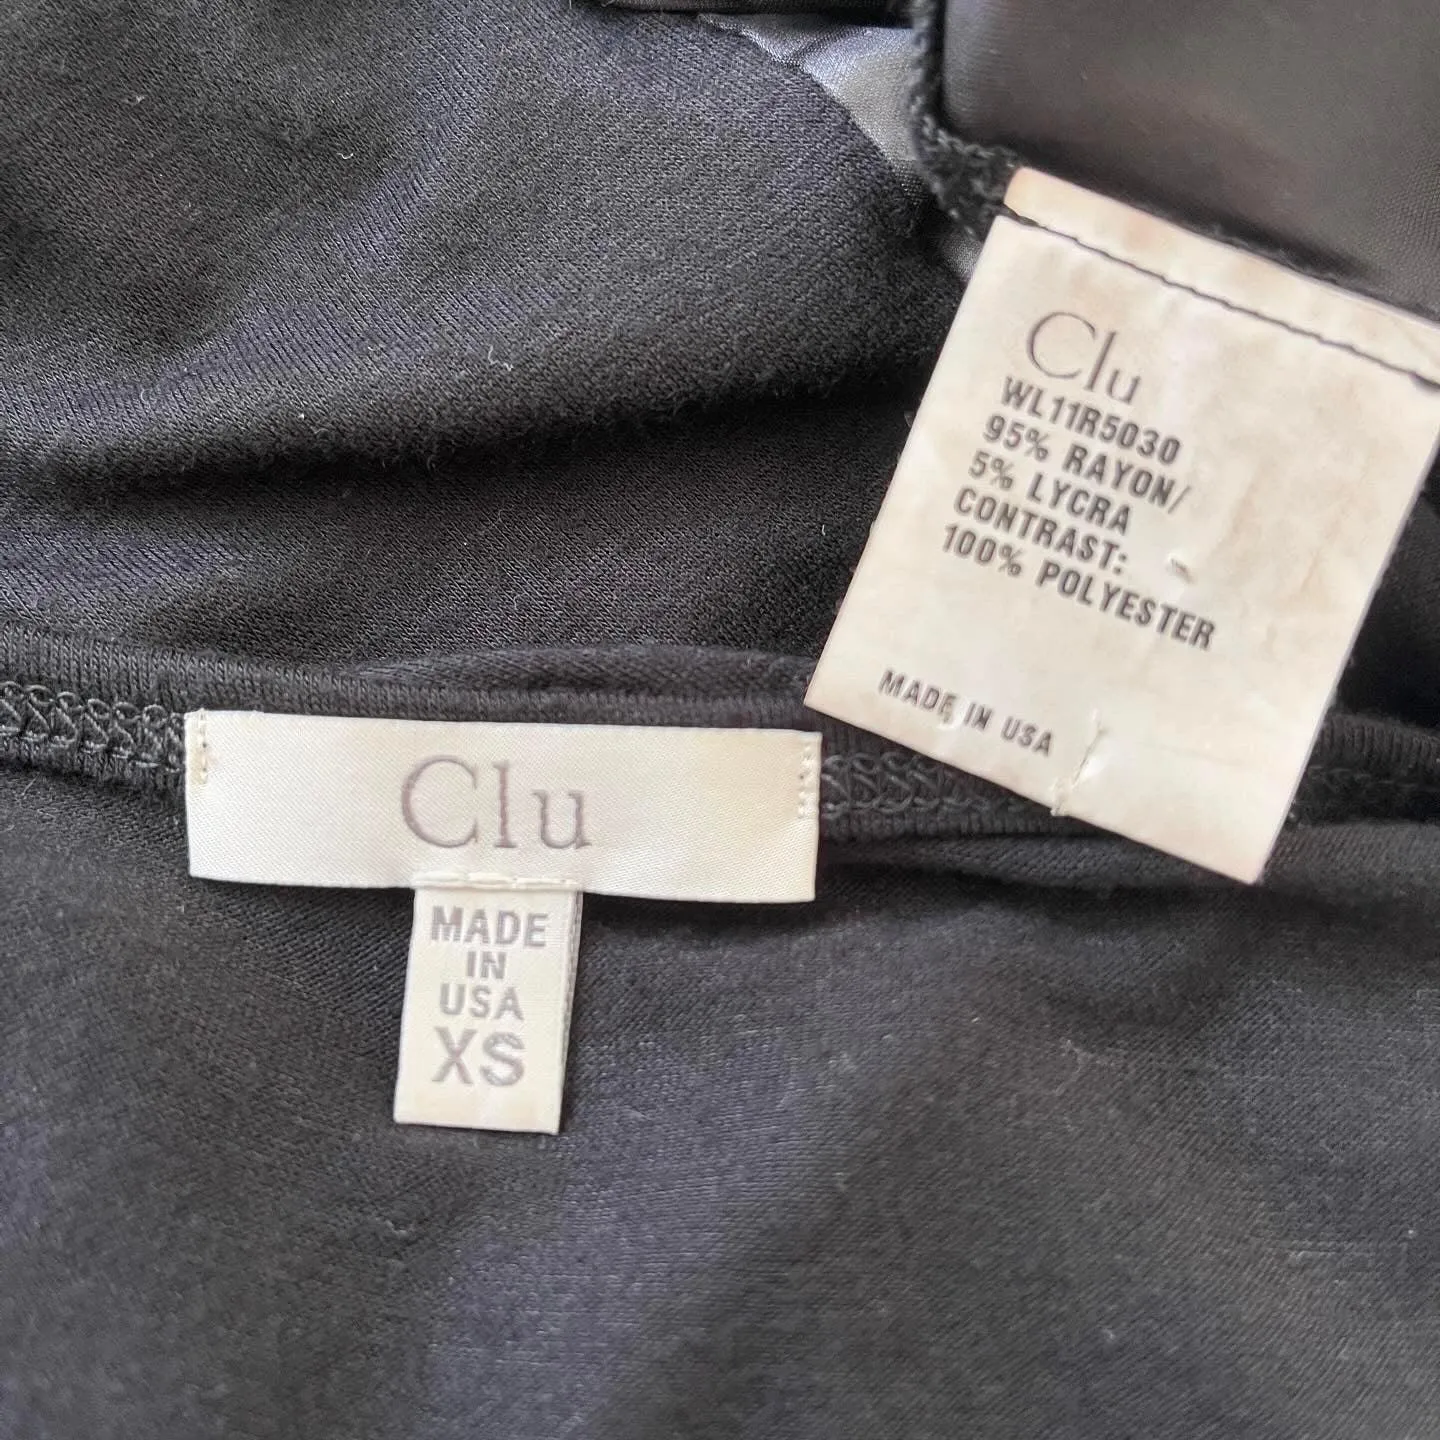 Clu
WL11R5030
95% RAYON/
5% LYCRA
CONTRAST:
100% POLYESTER
MADE IN USA
Clu
MADE
IN
USA
XS